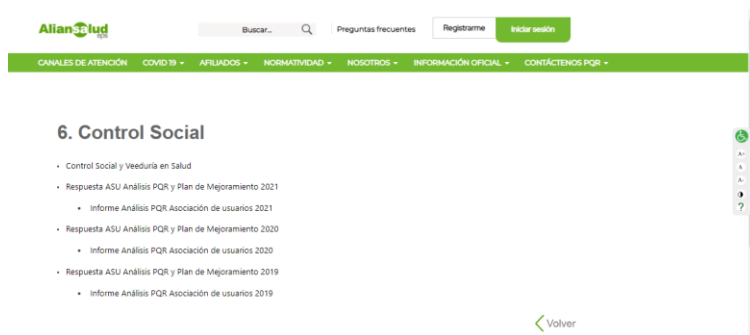 Aliansalud
eps
Buscar...
Preguntas frecuentes
Registrarme
Iniciar sesión
CANALES DE ATENCIÓN COVID 19 AFILIADOS NORMATIVIDAD NOSOTROS INFORMACIÓN OFICIAL CONTÁCTENOS PQR
6. Control Social
Control Social y Veeduría en Salud
Respuesta ASU Análisis PQR y Plan de Mejoramiento 2021
Informe Análisis PQR Asociación de usuarios 2021
Respuesta ASU Análisis PQR y Plan de Mejoramiento 2020
Informe Análisis PQR Asociación de usuarios 2020
Respuesta ASU Análisis PQR y Plan de Mejoramiento 2019
Informe Análisis PQR Asociación de usuarios 2019
A+
A
A-
?
Volver